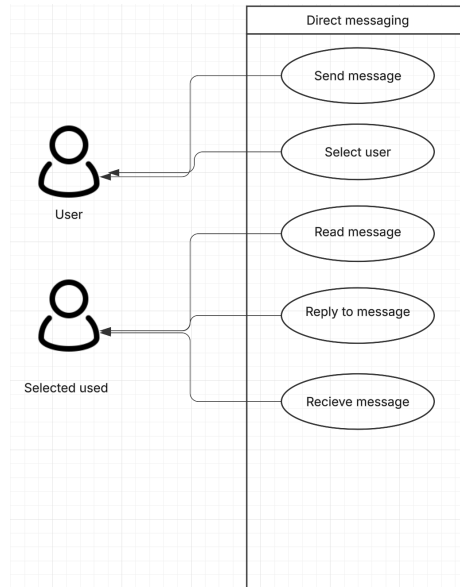 Direct messaging
Send message
Select user
User
Read message
Reply to message
Selected used
Recieve message